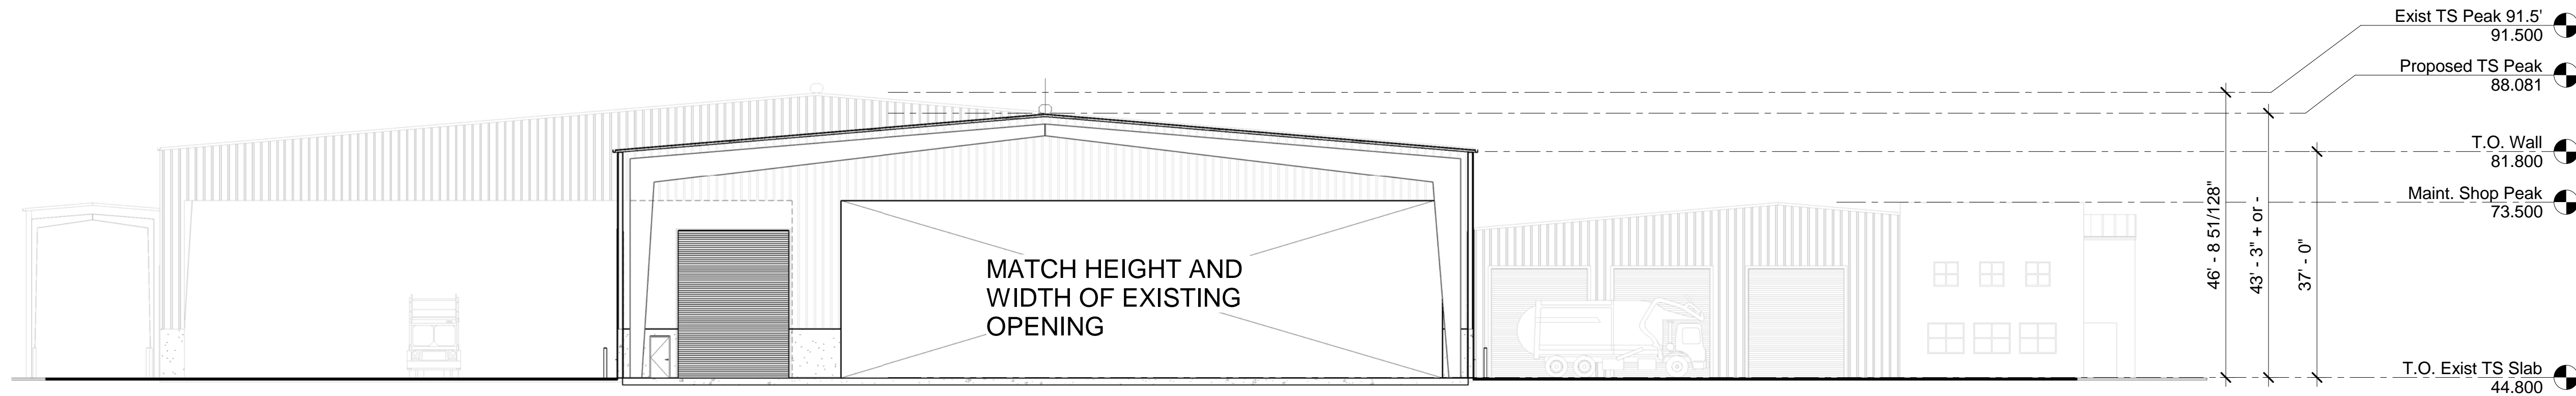 Exist TS Peak 91.5'
91.500
Proposed TS Peak
88.081
T.O. Wall
81.800
Maint. Shop Peak
73.500
46' - 8 51/128"
43' - 3" + or -
37' - 0"
MATCH HEIGHT AND
WIDTH OF EXISTING
OPENING
T.O. Exist TS Slab
44.800